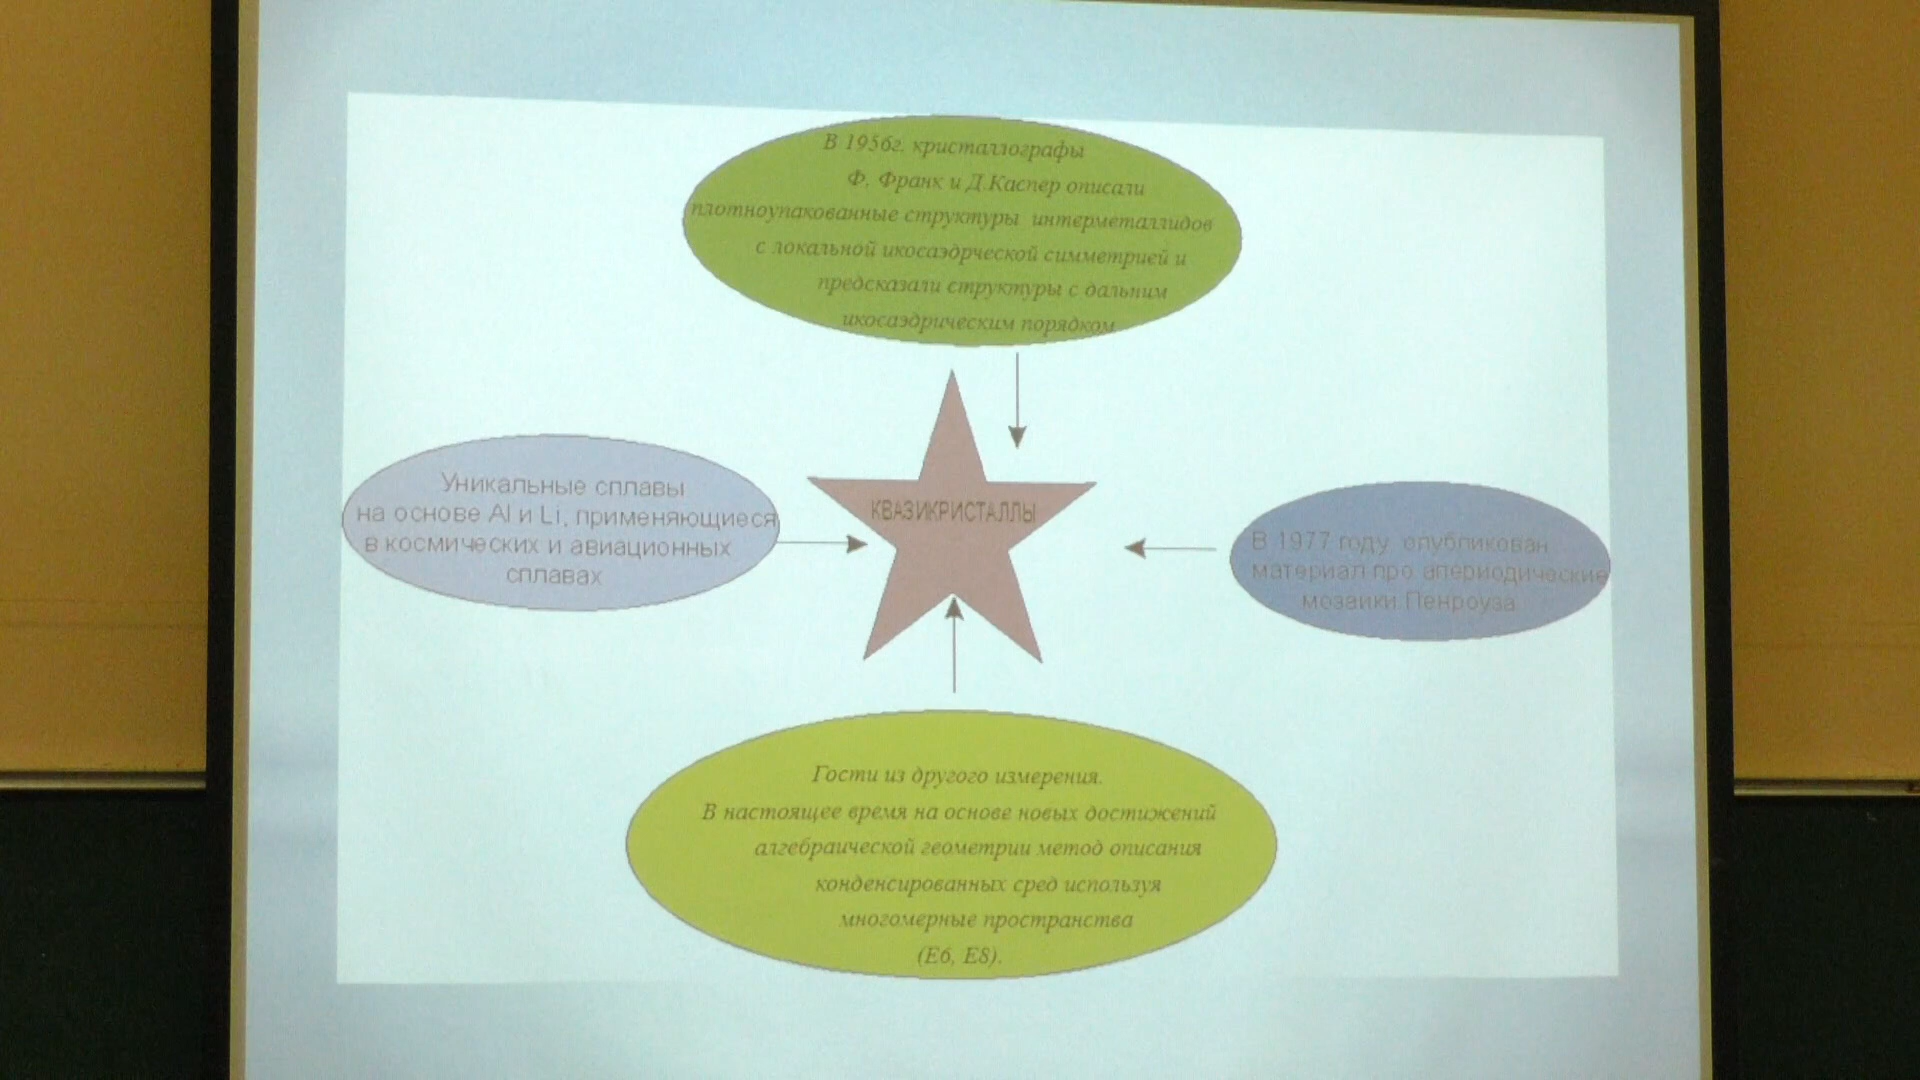 В 1956г. кристаллографы
Ф. Франк и Д.Каспер описали
плотноупакованные структуры интерметаллидов
с локальной икосаэдрческой симметрией и
предсказали структуры с дальним
икосаэдрическим порядком
Уникальные сплавы
на основе Al и Li, применяющиеся
в космических и авиационных
сплавах
КВАЗИКРИСТАЛЛЫ
В 1977 году опубликован
материал про апериодические
мозаики Пенроуза
Гости из другого измерения.
В настоящее время на основе новых достижений
алгебраической геометрии метод описания
конденсированных сред используя
многомерные пространства
(E6, E8).